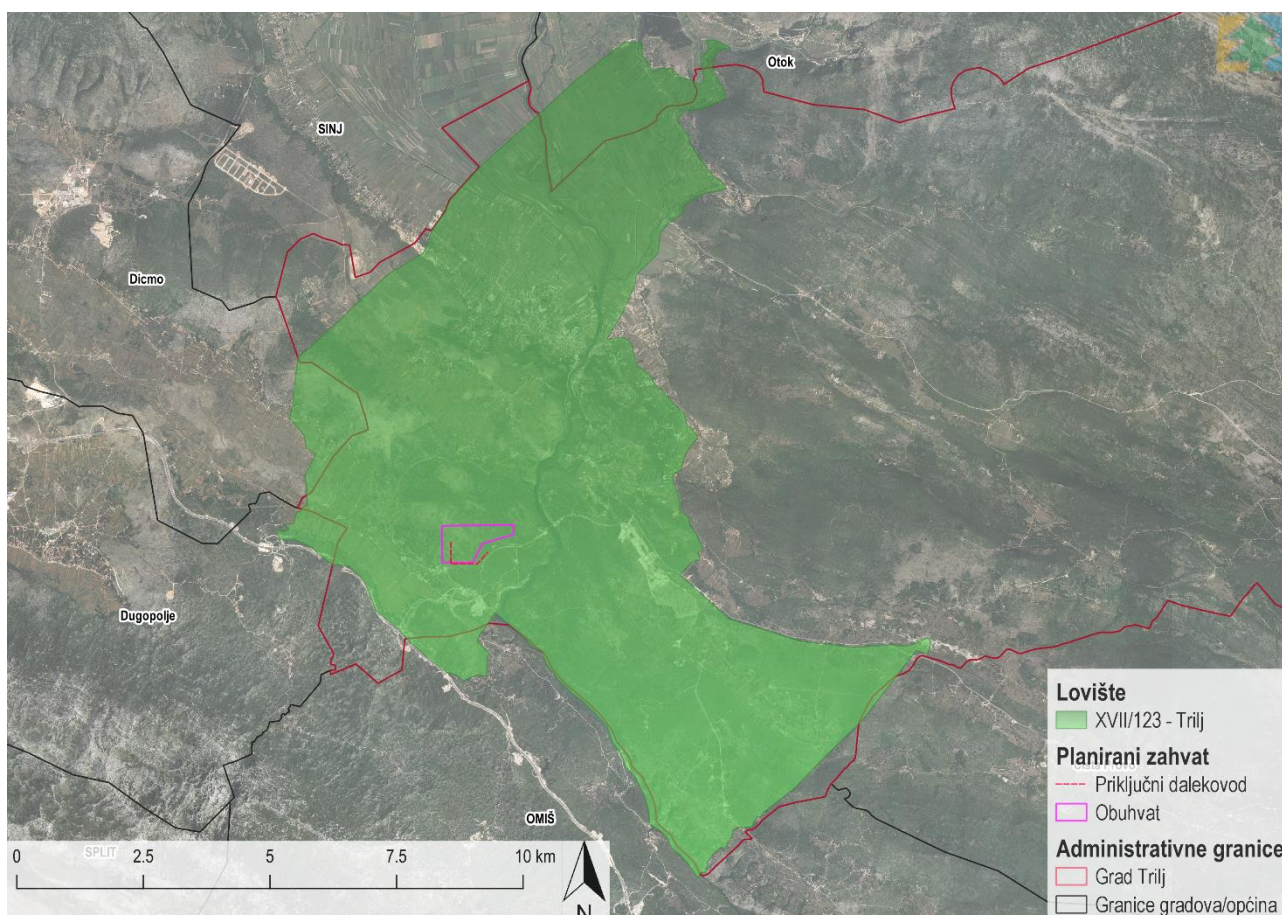 Otok
SINJ
Dicmo
Dugopolje
OMIŠ
SPLIT
0 2.5 5 7.5 10 km
N
Lovište
XVII/123 - Trilj
Planirani zahvat
Priključni dalekovod
Obuhvat
Administrativne granice
Grad Trilj
Granice gradova/općina